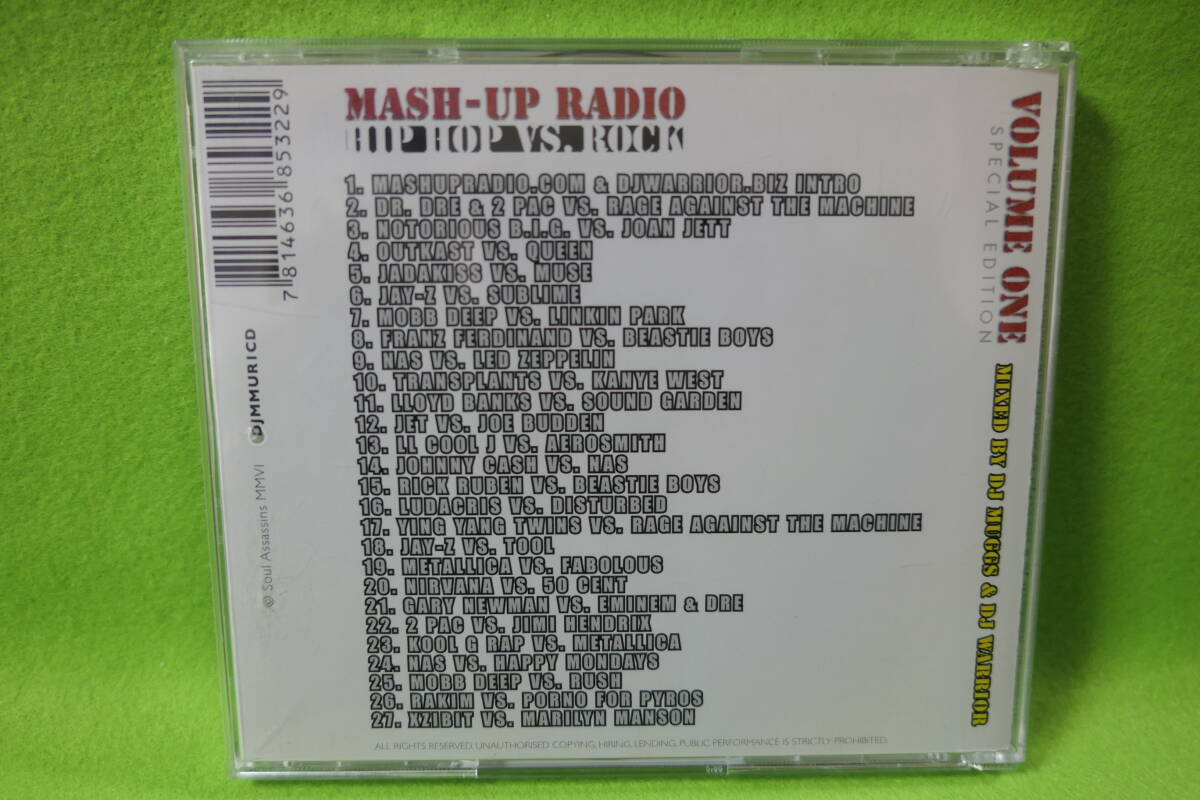 MASH-UP RADIO
HIP HOP VS. ROCK
1. MASHUPRADIO.COM & DJWARRIOR.BIZ INTRO
2. DR. DRE & 2 PAC VS. RAGE AGAINST THE MACHINE
3. NOTORIOUS B.I.G. VS. JOAN JETT
4. OUTKAST VS. QUEEN
5. JADAKISS VS. MUSE
6. JAY-Z VS. SUBLIME
7. MOBB DEEP VS. LINKIN PARK
8. FRANZ FERDINAND VS. BEASTIE BOYS
9. NAS VS. LED ZEPPELIN
10. TRANSPLANTS VS. KANYE WEST
11. LLOYD BANKS VS. SOUND GARDEN
12. JET VS. JOE BUDDEN
13. LL COOL J VS. AEROSMITH
14. JOHNNY CASH VS. NAS
15. RICK RUBEN VS. BEASTIE BOYS
16. LUDACRIS VS. DISTURBED
17. YING YANG TWINS VS. RAGE AGAINST THE MACHINE
18. JAY-Z VS. TOOL
19. METALLICA VS. FABOLOUS
20. NIRVANA VS. 50 CENT
21. GARY NEWMAN VS. EMINEM & DRE
22. 2 PAC VS. JIMI HENDRIX
23. KOOL G RAP VS. METALLICA
24. NAS VS. HAPPY MONDAYS
25. MOBB DEEP VS. RUSH
26. RAKIM VS. PORNO FOR PYROS
27. XZIBIT VS. MARILYN MANSON
ALL RIGHTS RESERVED. UNAUTHORISED COPYING, HIRING, LENDING, PUBLIC PERFORMANCE IS STRICTLY PROHIBITED.
7 814636 853229
DJMMUR1CD
© Soul Assassins MMVI
VOLUME ONE
SPECIAL EDITION
MIXED BY DJ MUGGS & DJ WARRIOR